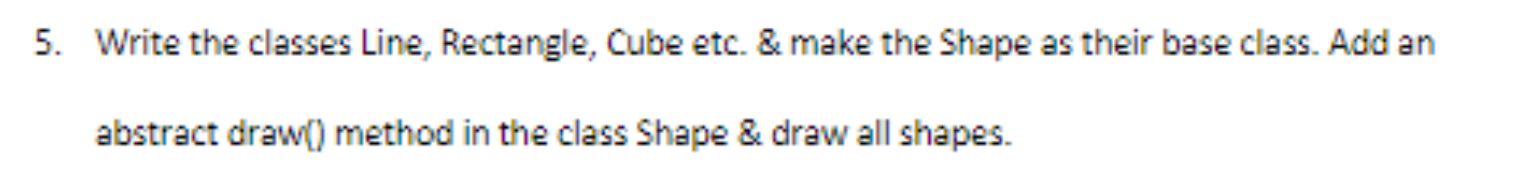 5. Write the classes Line, Rectangle, Cube etc. & make the Shape as their base class. Add an
abstract draw() method in the class Shape & draw all shapes.